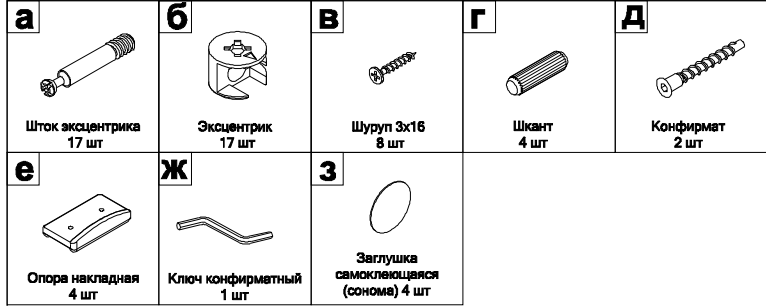 а
Шток эксцентрика
17 шт
б
Эксцентрик
17 шт
в
Шуруп 3х16
8 шт
г
Шкант
4 шт
Д
Конфирмат
2 шт
е
Опора накладная
4 шт
ж
Ключ конфирматный
1 шт
з
Заглушка
самоклеющаяся
(сонома) 4 шт